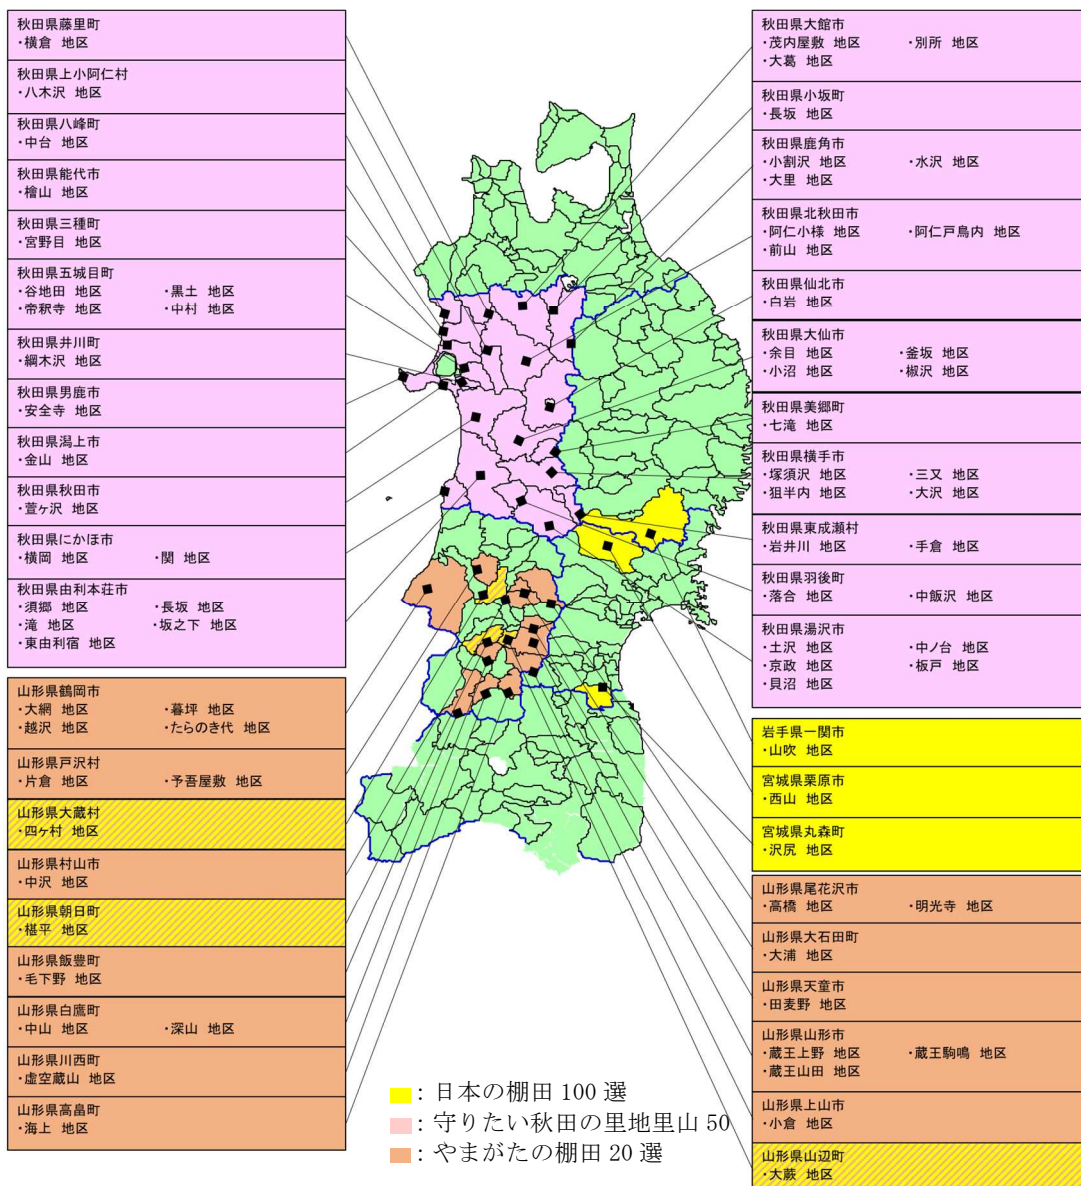 秋田県藤里町
・横倉 地区
秋田県上小阿仁村
・八木沢 地区
秋田県八峰町
・中台 地区
秋田県能代市
・檜山 地区
秋田県三種町
・宮野目 地区
秋田県五城目町
・谷地田 地区 ・黒土 地区
・帝釈寺 地区 ・中村 地区
秋田県井川町
・綱木沢 地区
秋田県男鹿市
・安全寺 地区
秋田県潟上市
・金山 地区
秋田県秋田市
・萱ヶ沢 地区
秋田県にかほ市
・横岡 地区 ・関 地区
秋田県由利本荘市
・須郷 地区 ・長坂 地区
・滝 地区 ・坂之下 地区
・東由利宿 地区
山形県鶴岡市
・大網 地区 ・暮坪 地区
・越沢 地区 ・たらのき代 地区
山形県戸沢村
・片倉 地区 ・予吾屋敷 地区
山形県大蔵村
・四ヶ村 地区
山形県村山市
・中沢 地区
山形県朝日町
・椹平 地区
山形県飯豊町
・毛下野 地区
山形県白鷹町
・中山 地区 ・深山 地区
山形県川西町
・虚空蔵山 地区
山形県高畠町
・海上 地区
秋田県大館市
・茂内屋敷 地区 ・別所 地区
・大葛 地区
秋田県小坂町
・長坂 地区
秋田県鹿角市
・小割沢 地区 ・水沢 地区
・大里 地区
秋田県北秋田市
・阿仁小様 地区 ・阿仁戸鳥内 地区
・前山 地区
秋田県仙北市
・白岩 地区
秋田県大仙市
・余目 地区 ・釜坂 地区
・小沼 地区 ・椒沢 地区
秋田県美郷町
・七滝 地区
秋田県横手市
・塚須沢 地区 ・三又 地区
・狙半内 地区 ・大沢 地区
秋田県東成瀬村
・岩井川 地区 ・手倉 地区
秋田県羽後町
・落合 地区 ・中飯沢 地区
秋田県湯沢市
・土沢 地区 ・中ノ台 地区
・京政 地区 ・板戸 地区
・貝沼 地区
岩手県一関市
・山吹 地区
宮城県栗原市
・西山 地区
宮城県丸森町
・沢尻 地区
山形県尾花沢市
・高橋 地区 ・明光寺 地区
山形県大石田町
・大浦 地区
山形県天童市
・田麦野 地区
山形県山形市
・蔵王上野 地区 ・蔵王駒鳴 地区
・蔵王山田 地区
山形県上山市
・小倉 地区
山形県山辺町
・大蕨 地区
：日本の棚田 100 選
：守りたい秋田の里地里山 50
：やまがたの棚田 20 選